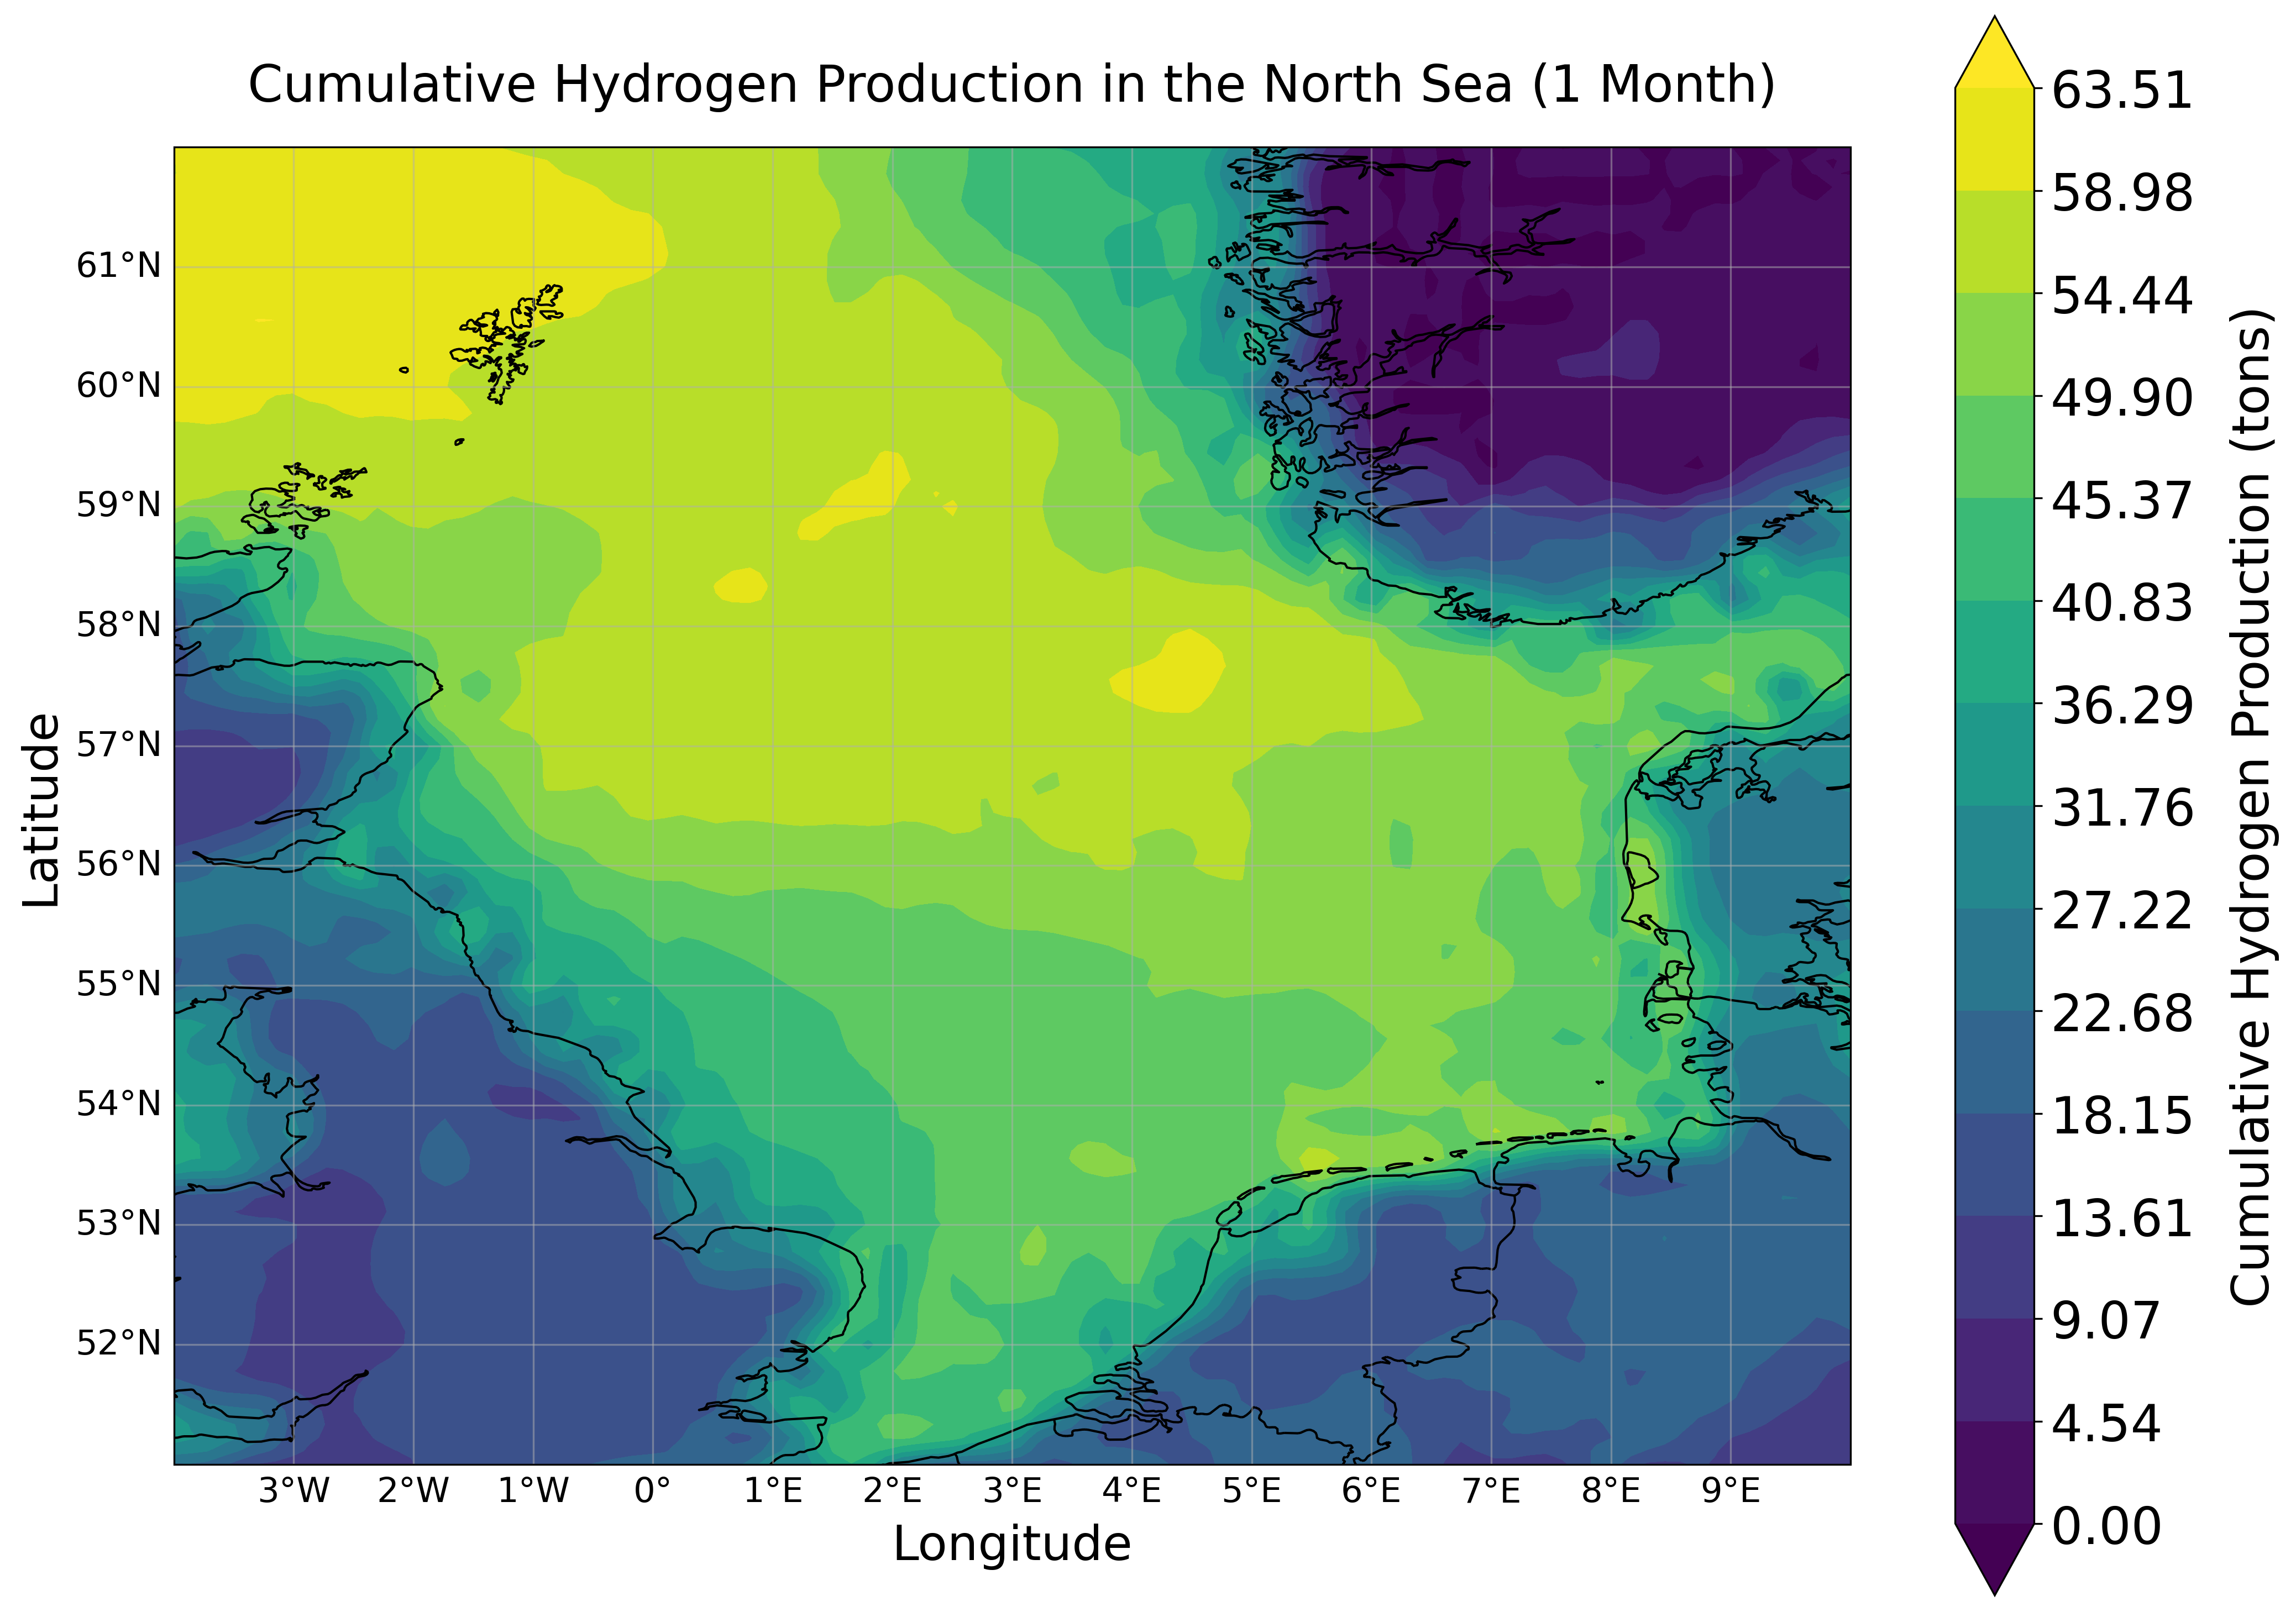 Cumulative Hydrogen Production in the North Sea (1 Month)
61°N
60°N
59°N
58°N
57°N
56°N
55°N
54°N
53°N
52°N
Latitude
3°W 2°W 1°W 0° 1°E 2°E 3°E 4°E 5°E 6°E 7°E 8°E 9°E
Longitude
63.51
58.98
54.44
49.90
45.37
40.83
36.29
31.76
27.22
22.68
18.15
13.61
9.07
4.54
0.00
Cumulative Hydrogen Production (tons)